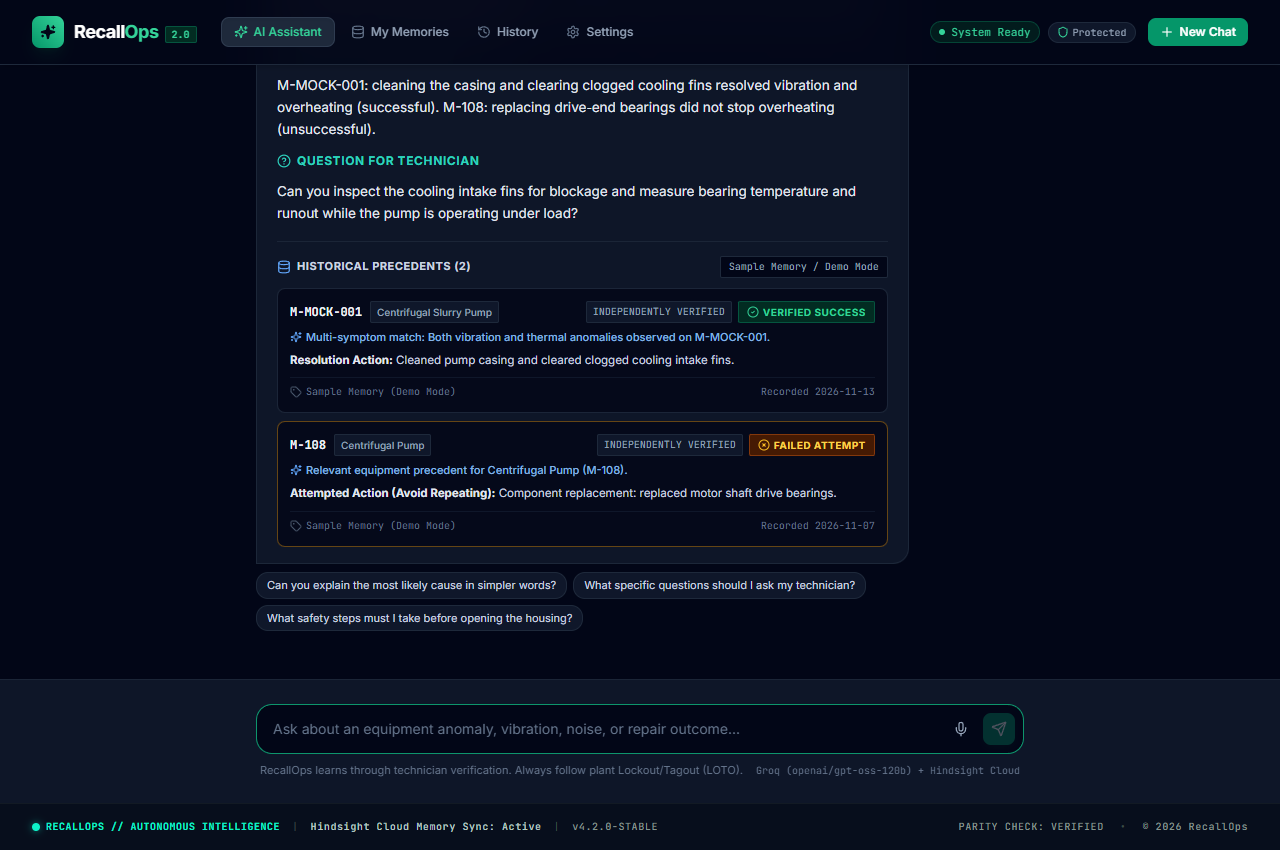 RecallOps 2.0
AI Assistant
My Memories
History
Settings
System Ready
Protected
New Chat
M-MOCK-001: cleaning the casing and clearing clogged cooling fins resolved vibration and
overheating (successful). M-108: replacing drive-end bearings did not stop overheating
(unsuccessful).
QUESTION FOR TECHNICIAN
Can you inspect the cooling intake fins for blockage and measure bearing temperature and
runout while the pump is operating under load?
HISTORICAL PRECEDENTS (2)
Sample Memory / Demo Mode
M-MOCK-001 Centrifugal Slurry Pump INDEPENDENTLY VERIFIED VERIFIED SUCCESS
Multi-symptom match: Both vibration and thermal anomalies observed on M-MOCK-001.
Resolution Action: Cleaned pump casing and cleared clogged cooling intake fins.
Sample Memory (Demo Mode) Recorded 2026-11-13
M-108 Centrifugal Pump INDEPENDENTLY VERIFIED FAILED ATTEMPT
Relevant equipment precedent for Centrifugal Pump (M-108).
Attempted Action (Avoid Repeating): Component replacement: replaced motor shaft drive bearings.
Sample Memory (Demo Mode) Recorded 2026-11-07
Can you explain the most likely cause in simpler words?
What specific questions should I ask my technician?
What safety steps must I take before opening the housing?
Ask about an equipment anomaly, vibration, noise, or repair outcome...
RecallOps learns through technician verification. Always follow plant Lockout/Tagout (LOTO). Groq (openai/gpt-oss-120b) + Hindsight Cloud
RECALLOPS // AUTONOMOUS INTELLIGENCE | Hindsight Cloud Memory Sync: Active | v4.2.0-STABLE PARITY CHECK: VERIFIED · © 2026 RecallOps